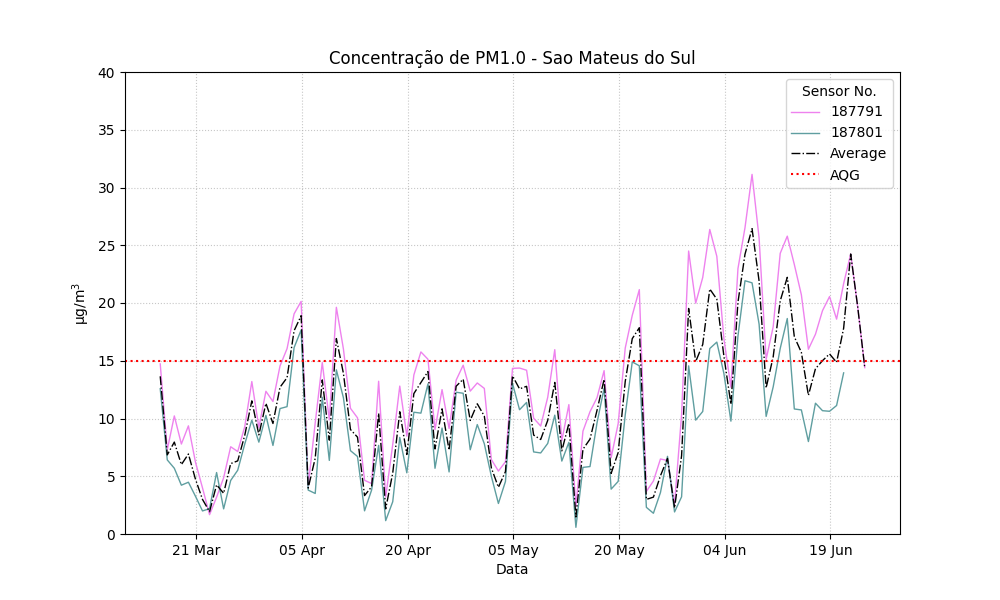 Concentração de PM1.0 - Sao Mateus do Sul
40
35
30
25
20
15
10
5
0
µg/m³
Sensor No.
187791
187801
Average
AQG
21 Mar
05 Apr
20 Apr
05 May
20 May
04 Jun
19 Jun
Data